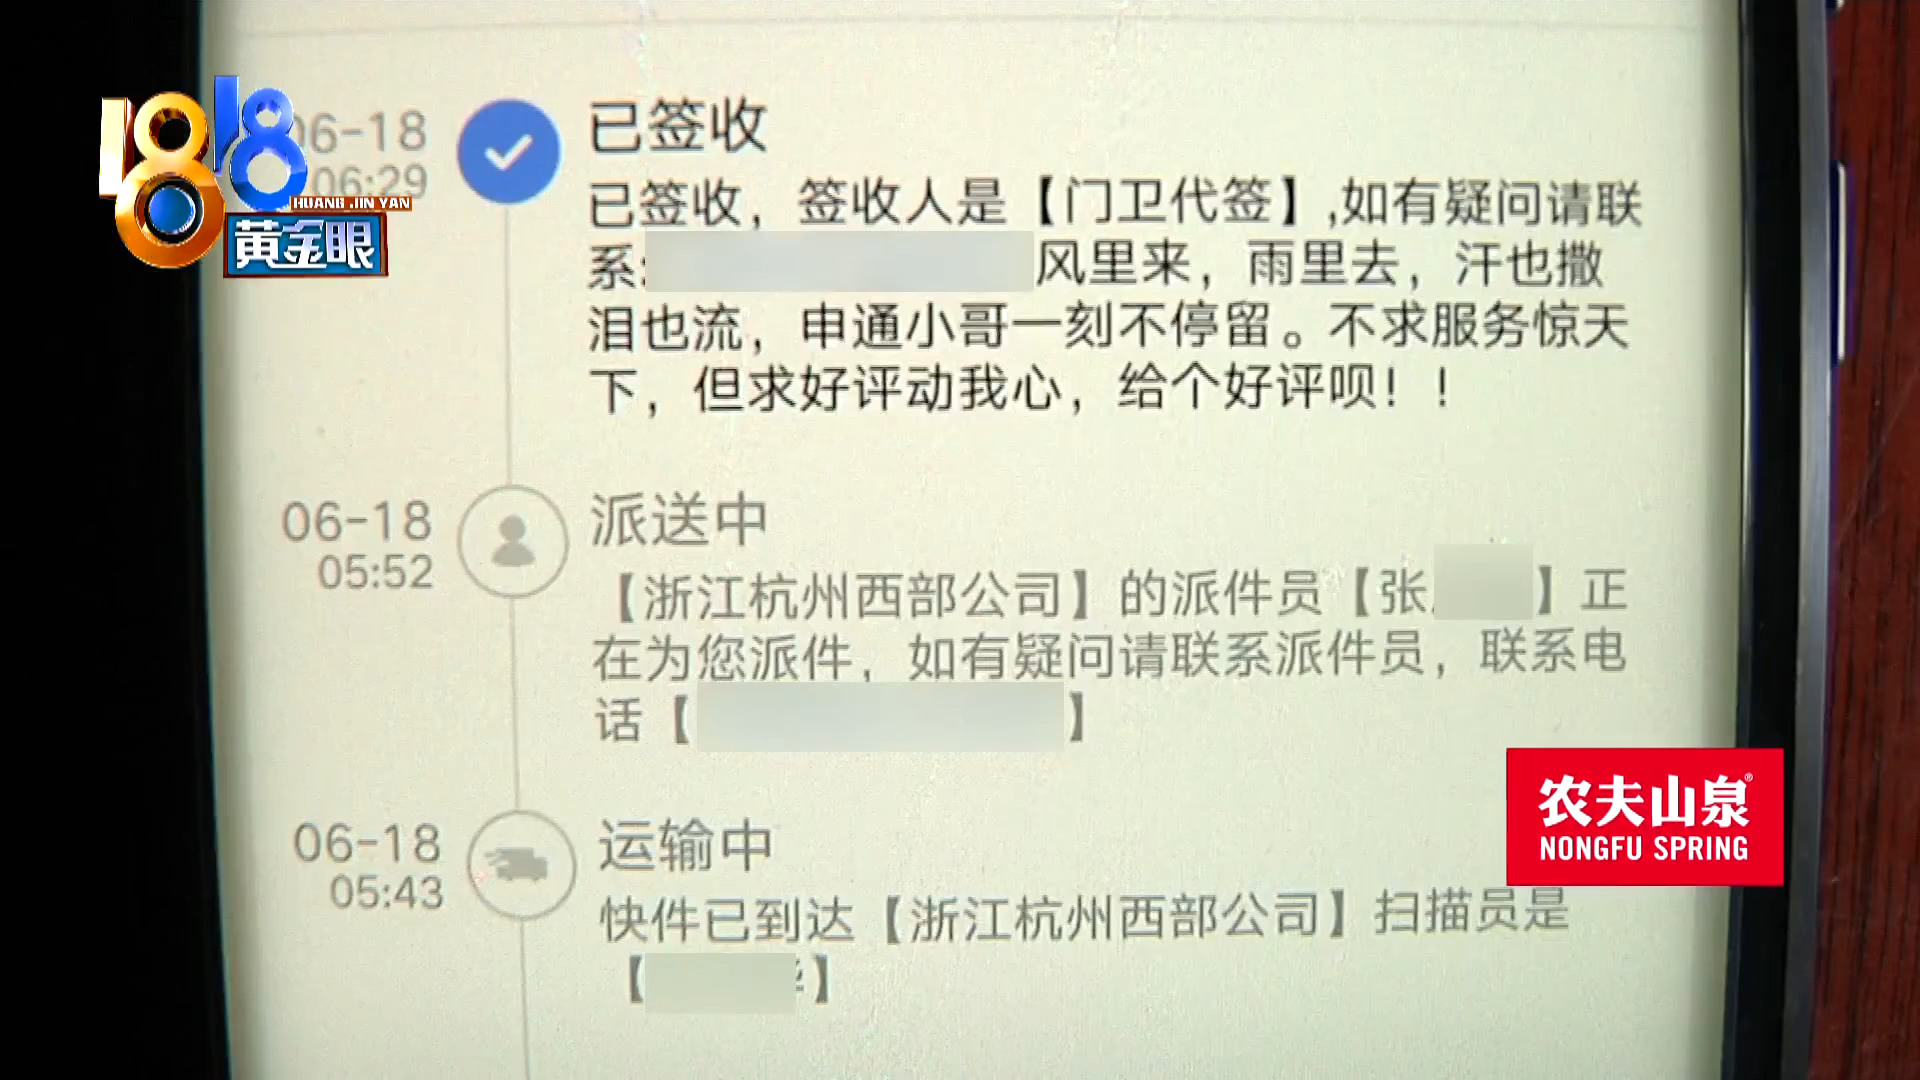 1818
HUANG JIN YAN
黄金眼
06-18
06:29
已签收
已签收，签收人是【门卫代签】,如有疑问请联
系:
风里来，雨里去，汗也撒
泪也流，申通小哥一刻不停留。不求服务惊天
下，但求好评动我心，给个好评呗！！
06-18
05:52
派送中
【浙江杭州西部公司】的派件员【张
】正
在为您派件，如有疑问请联系派件员，联系电
话【
】
06-18
05:43
运输中
快件已到达【浙江杭州西部公司】扫描员是
【
】
农夫山泉®
NONGFU SPRING